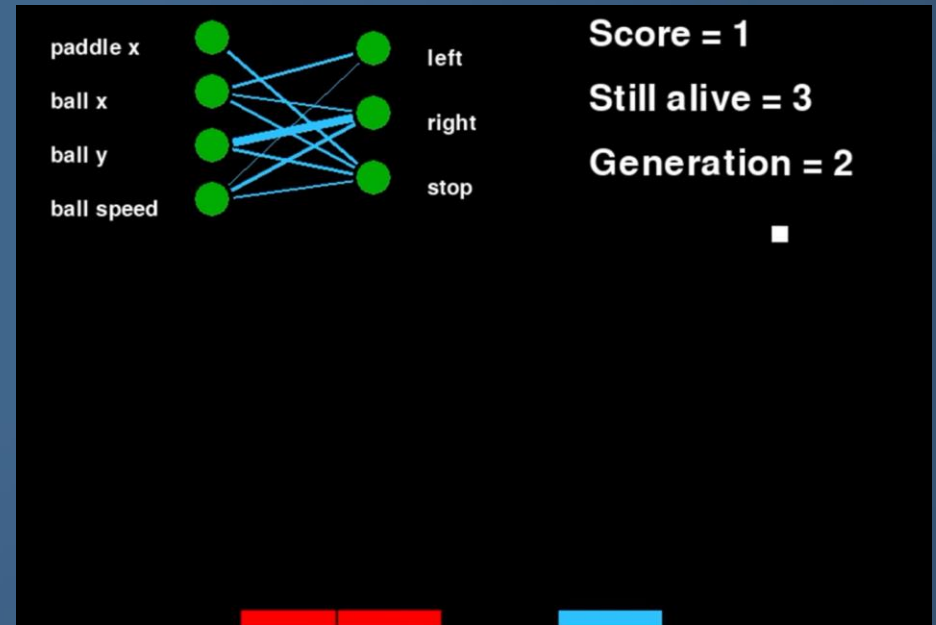 paddle x
ball x
ball y
ball speed
left
right
stop
Score = 1
Still alive = 3
Generation = 2